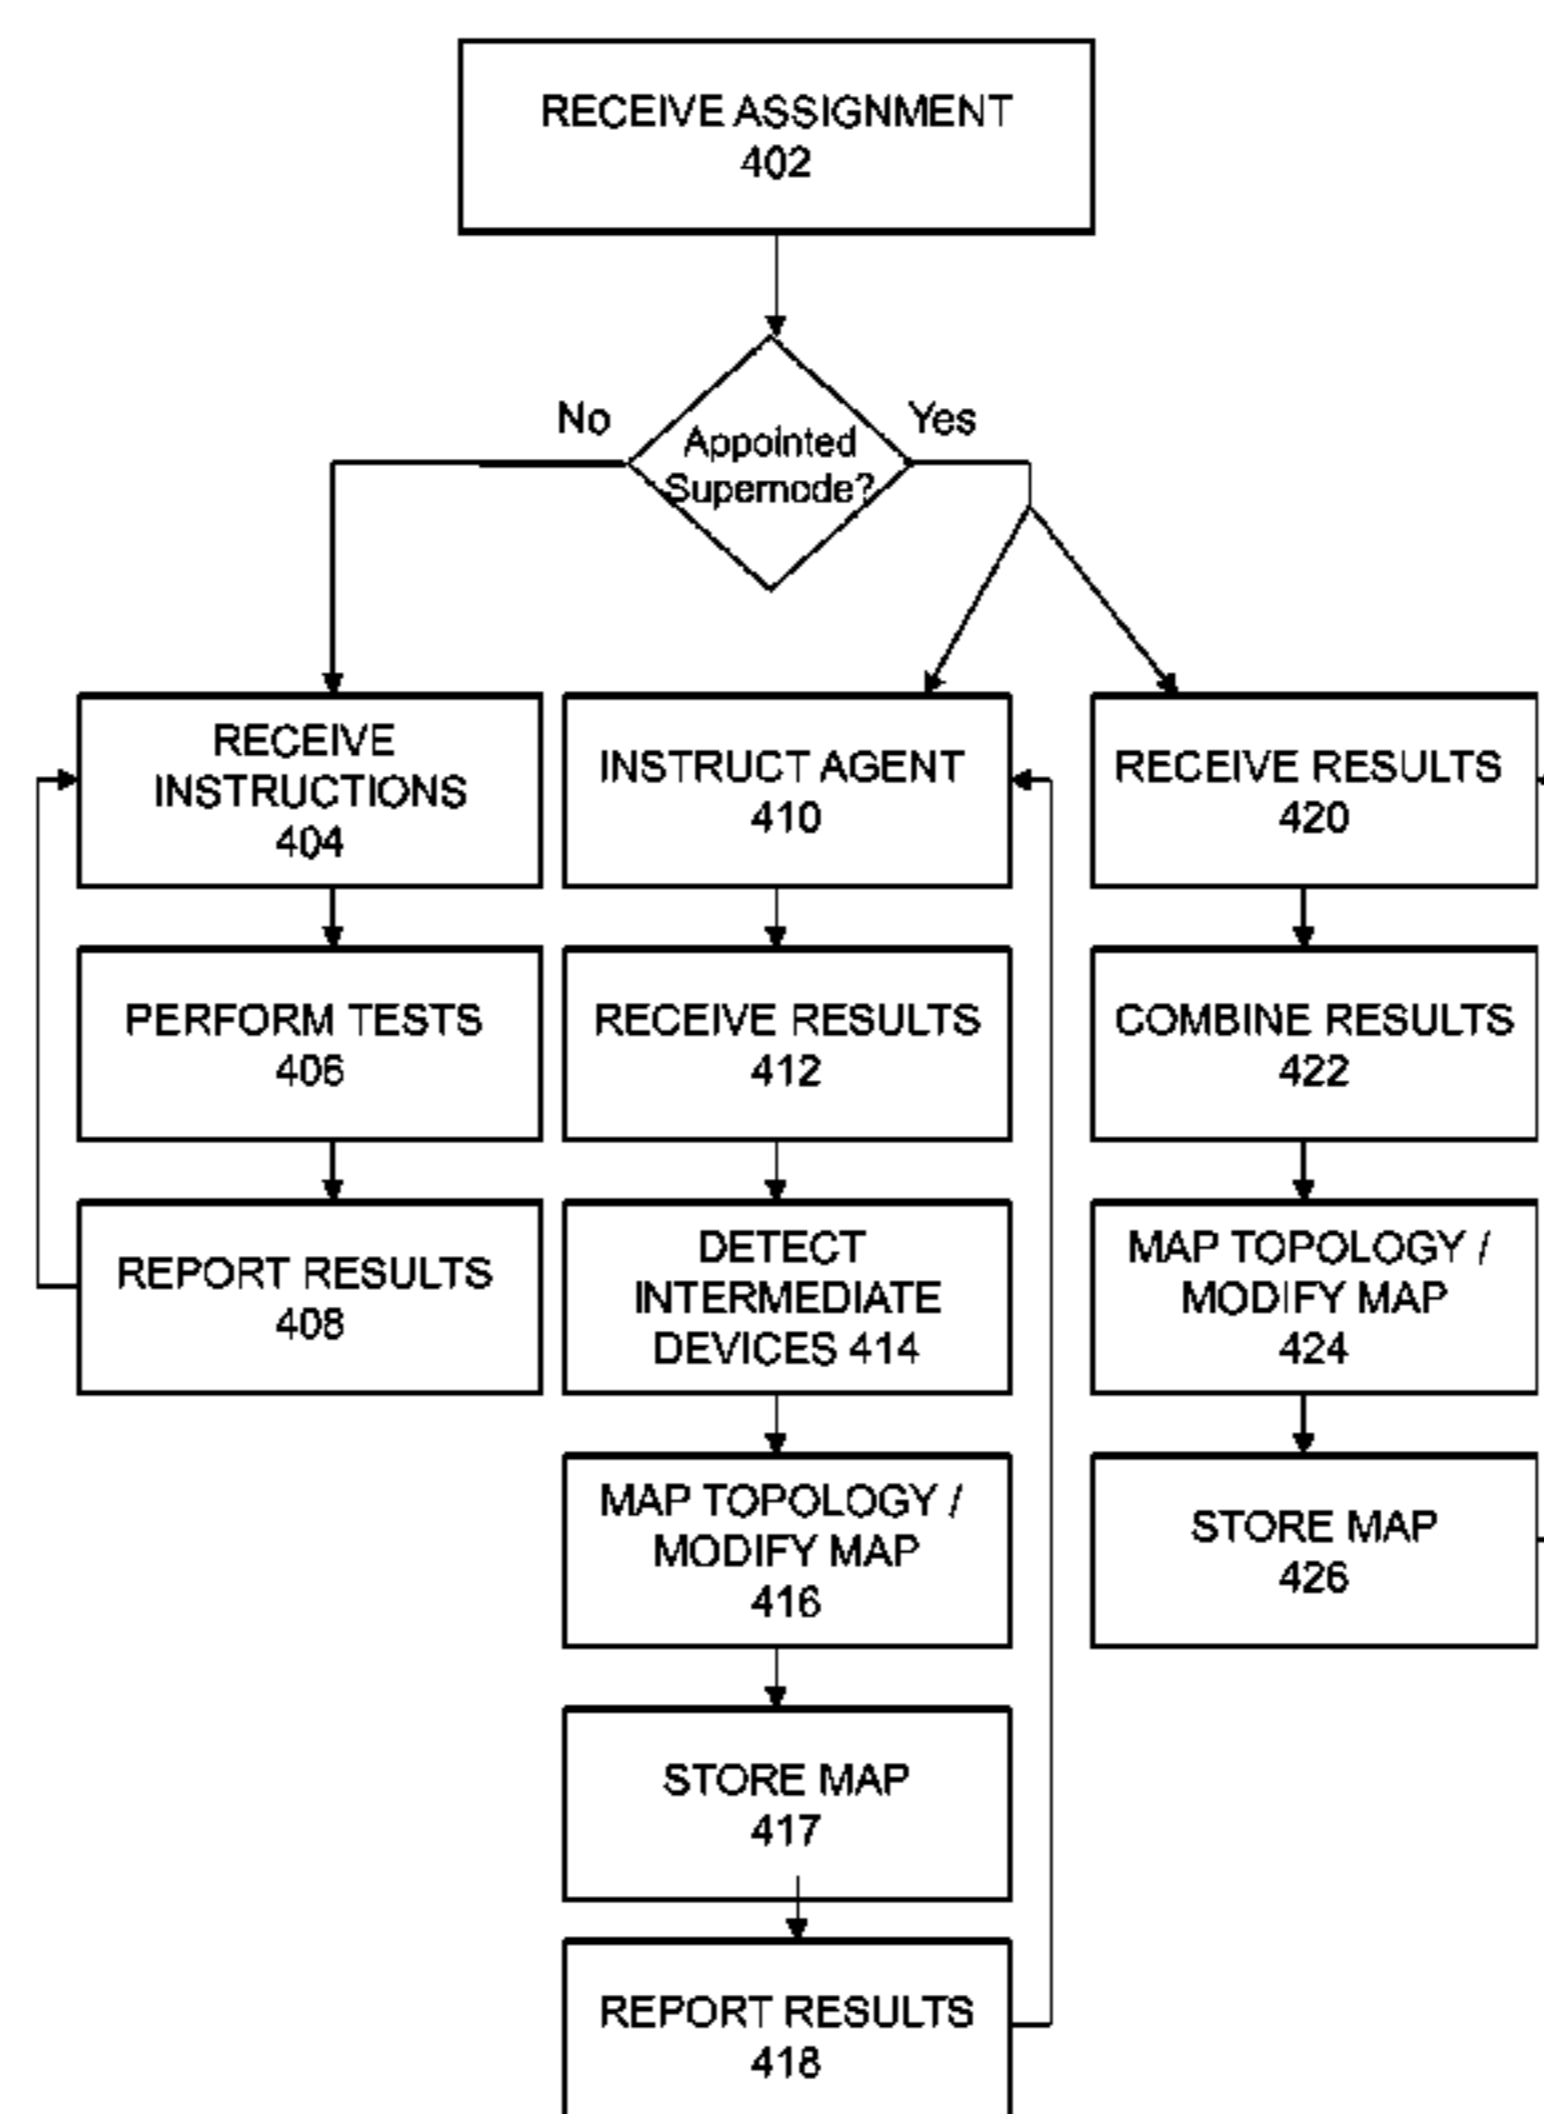 RECEIVE ASSIGNMENT
402
No
Yes
Appointed
Supernode?
RECEIVE
INSTRUCTIONS
404
INSTRUCT AGENT
410
RECEIVE RESULTS
420
PERFORM TESTS
406
RECEIVE RESULTS
412
COMBINE RESULTS
422
REPORT RESULTS
408
DETECT
INTERMEDIATE
DEVICES 414
MAP TOPOLOGY /
MODIFY MAP
424
MAP TOPOLOGY /
MODIFY MAP
416
STORE MAP
426
STORE MAP
417
REPORT RESULTS
418